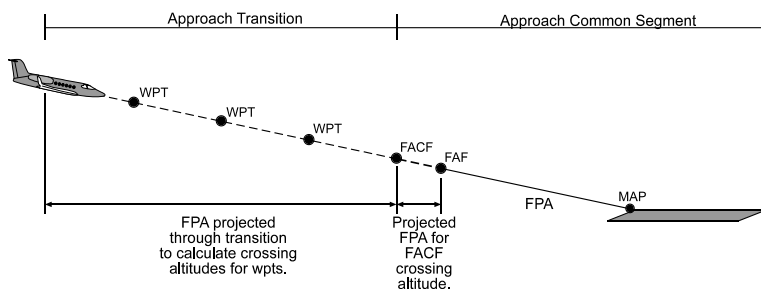 Approach Transition
Approach Common Segment
WPT
WPT
WPT
FACF
FAF
MAP
FPA
FPA projected
through transition
to calculate crossing
altitudes for wpts.
Projected
FPA for
FACF
crossing
altitude.